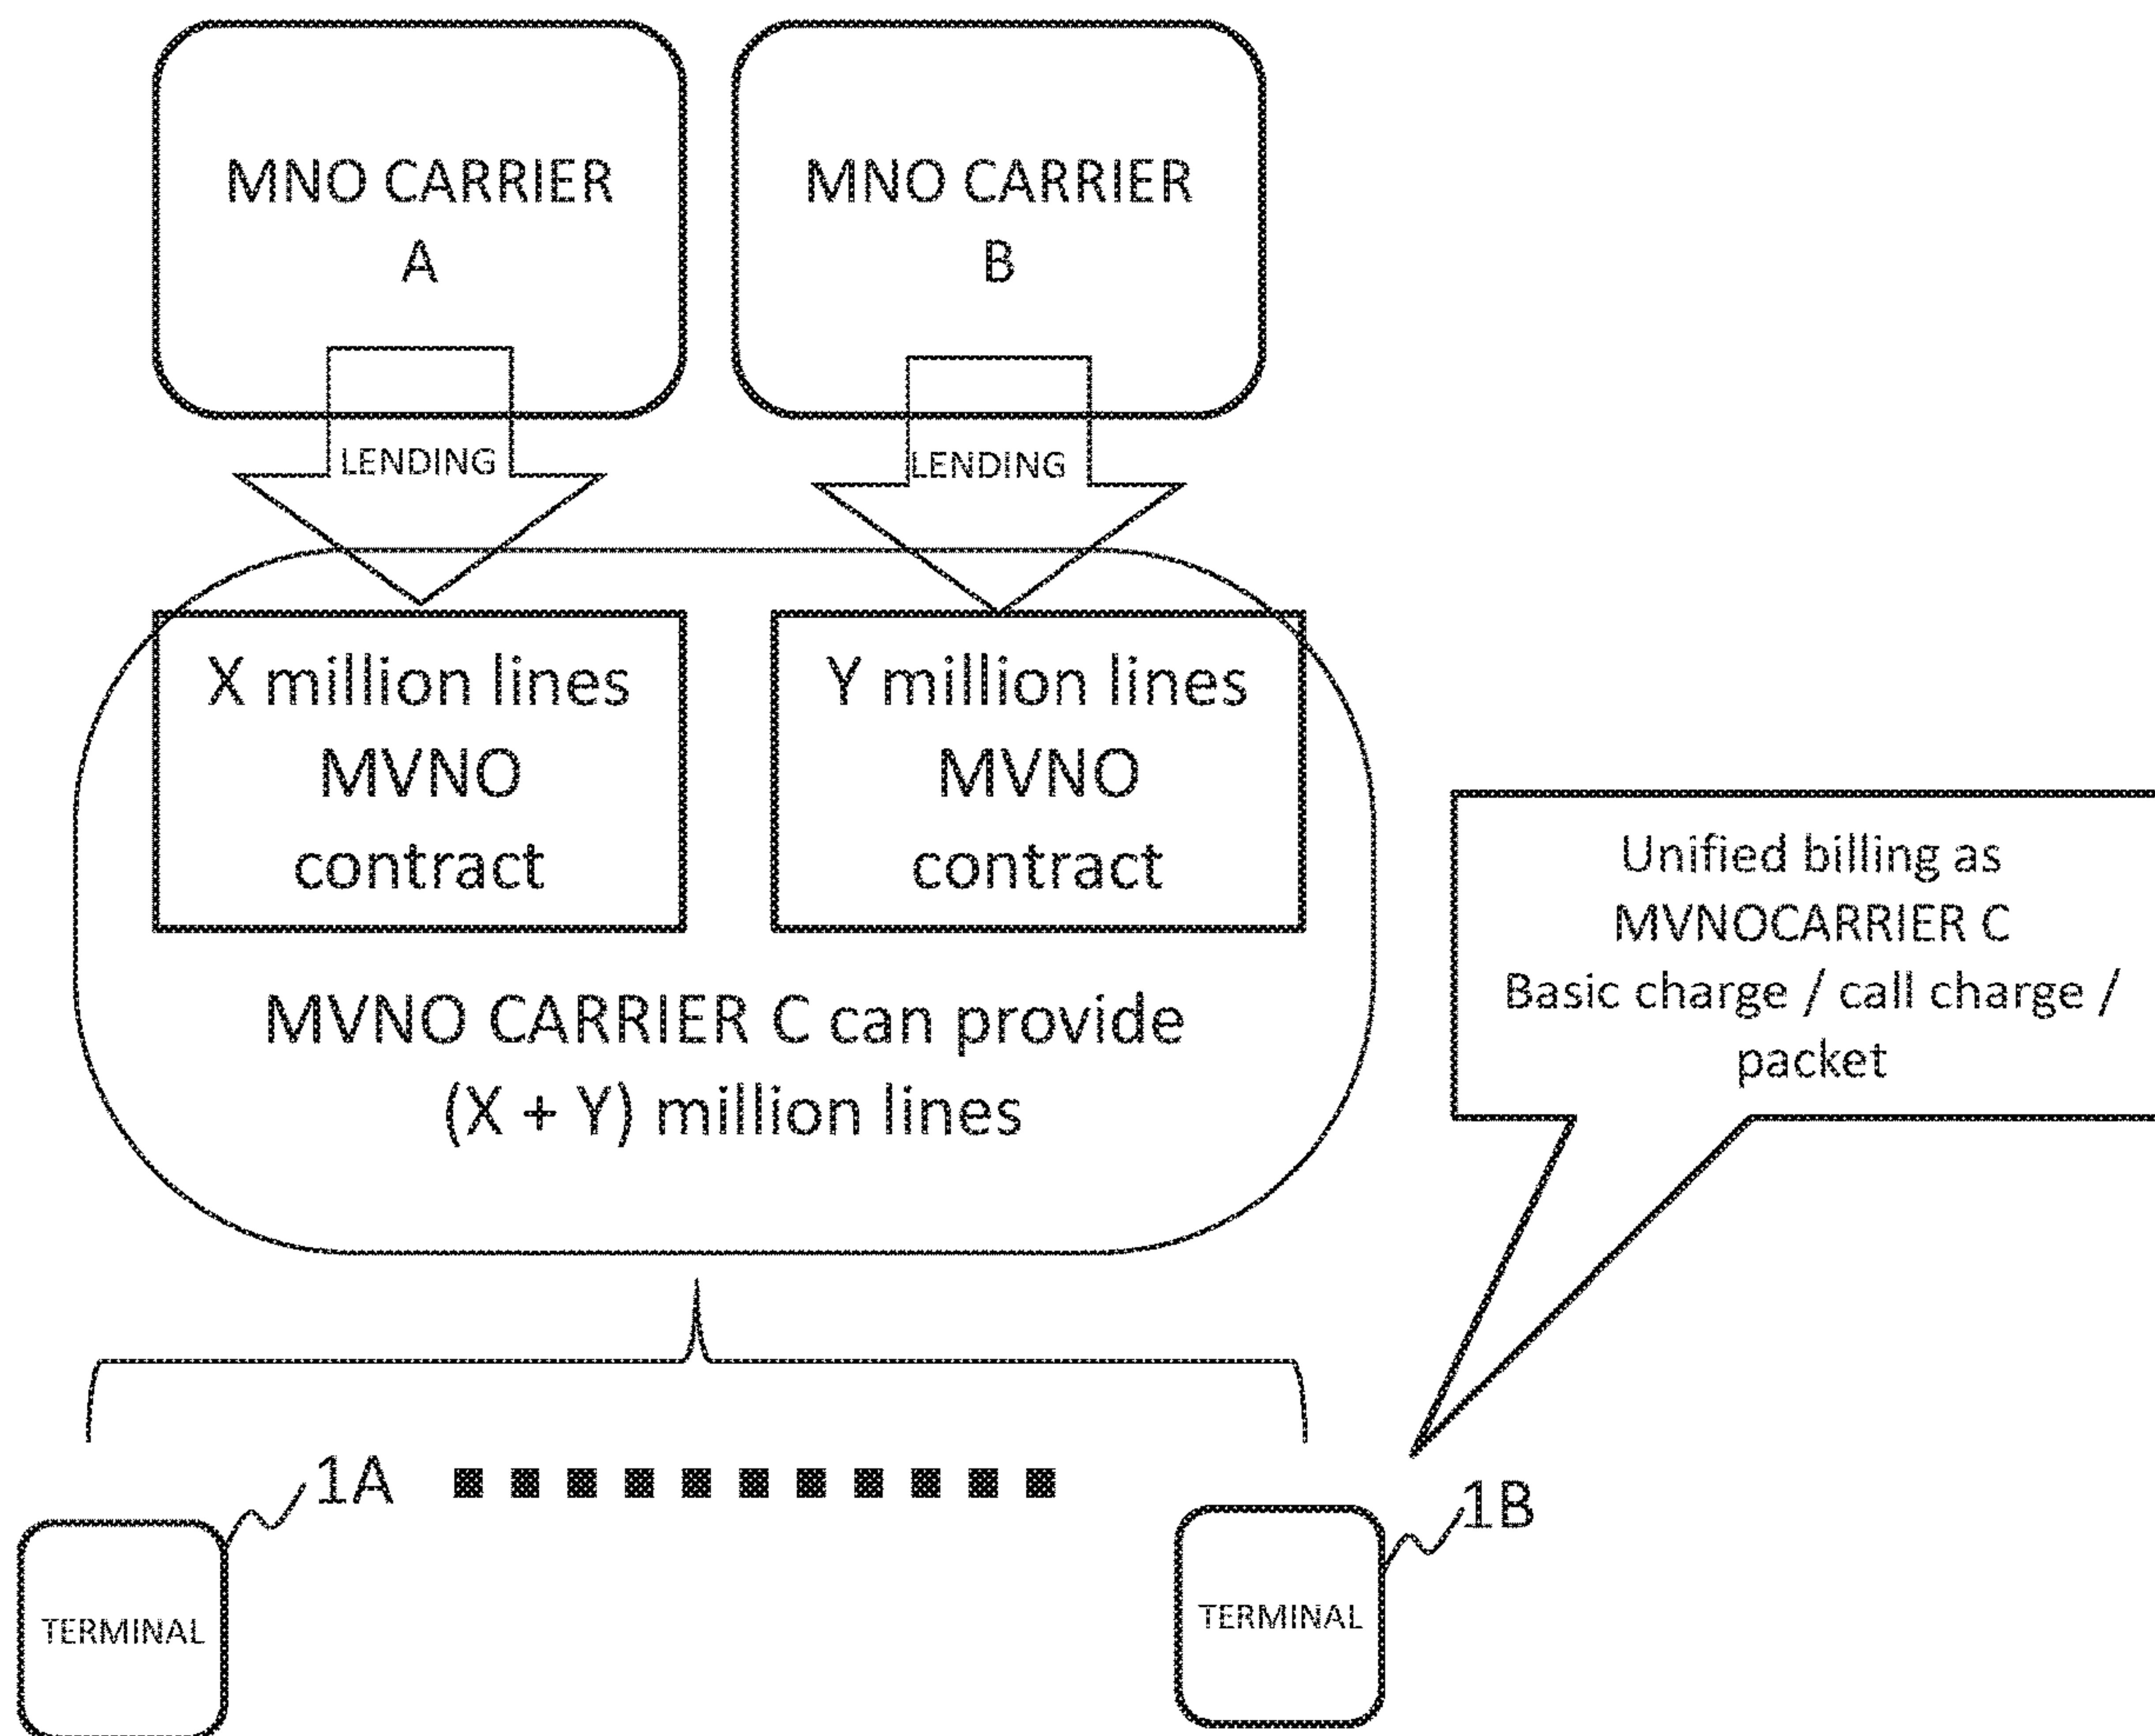 MNO CARRIER
A
MNO CARRIER
B
LENDING
LENDING
X million lines
MVNO
contract
Y million lines
MVNO
contract
MVNO CARRIER C can provide
(X + Y) million lines
Unified billing as
MVNOCARRIER C
Basic charge / call charge /
packet
1A
1B
TERMINAL
TERMINAL